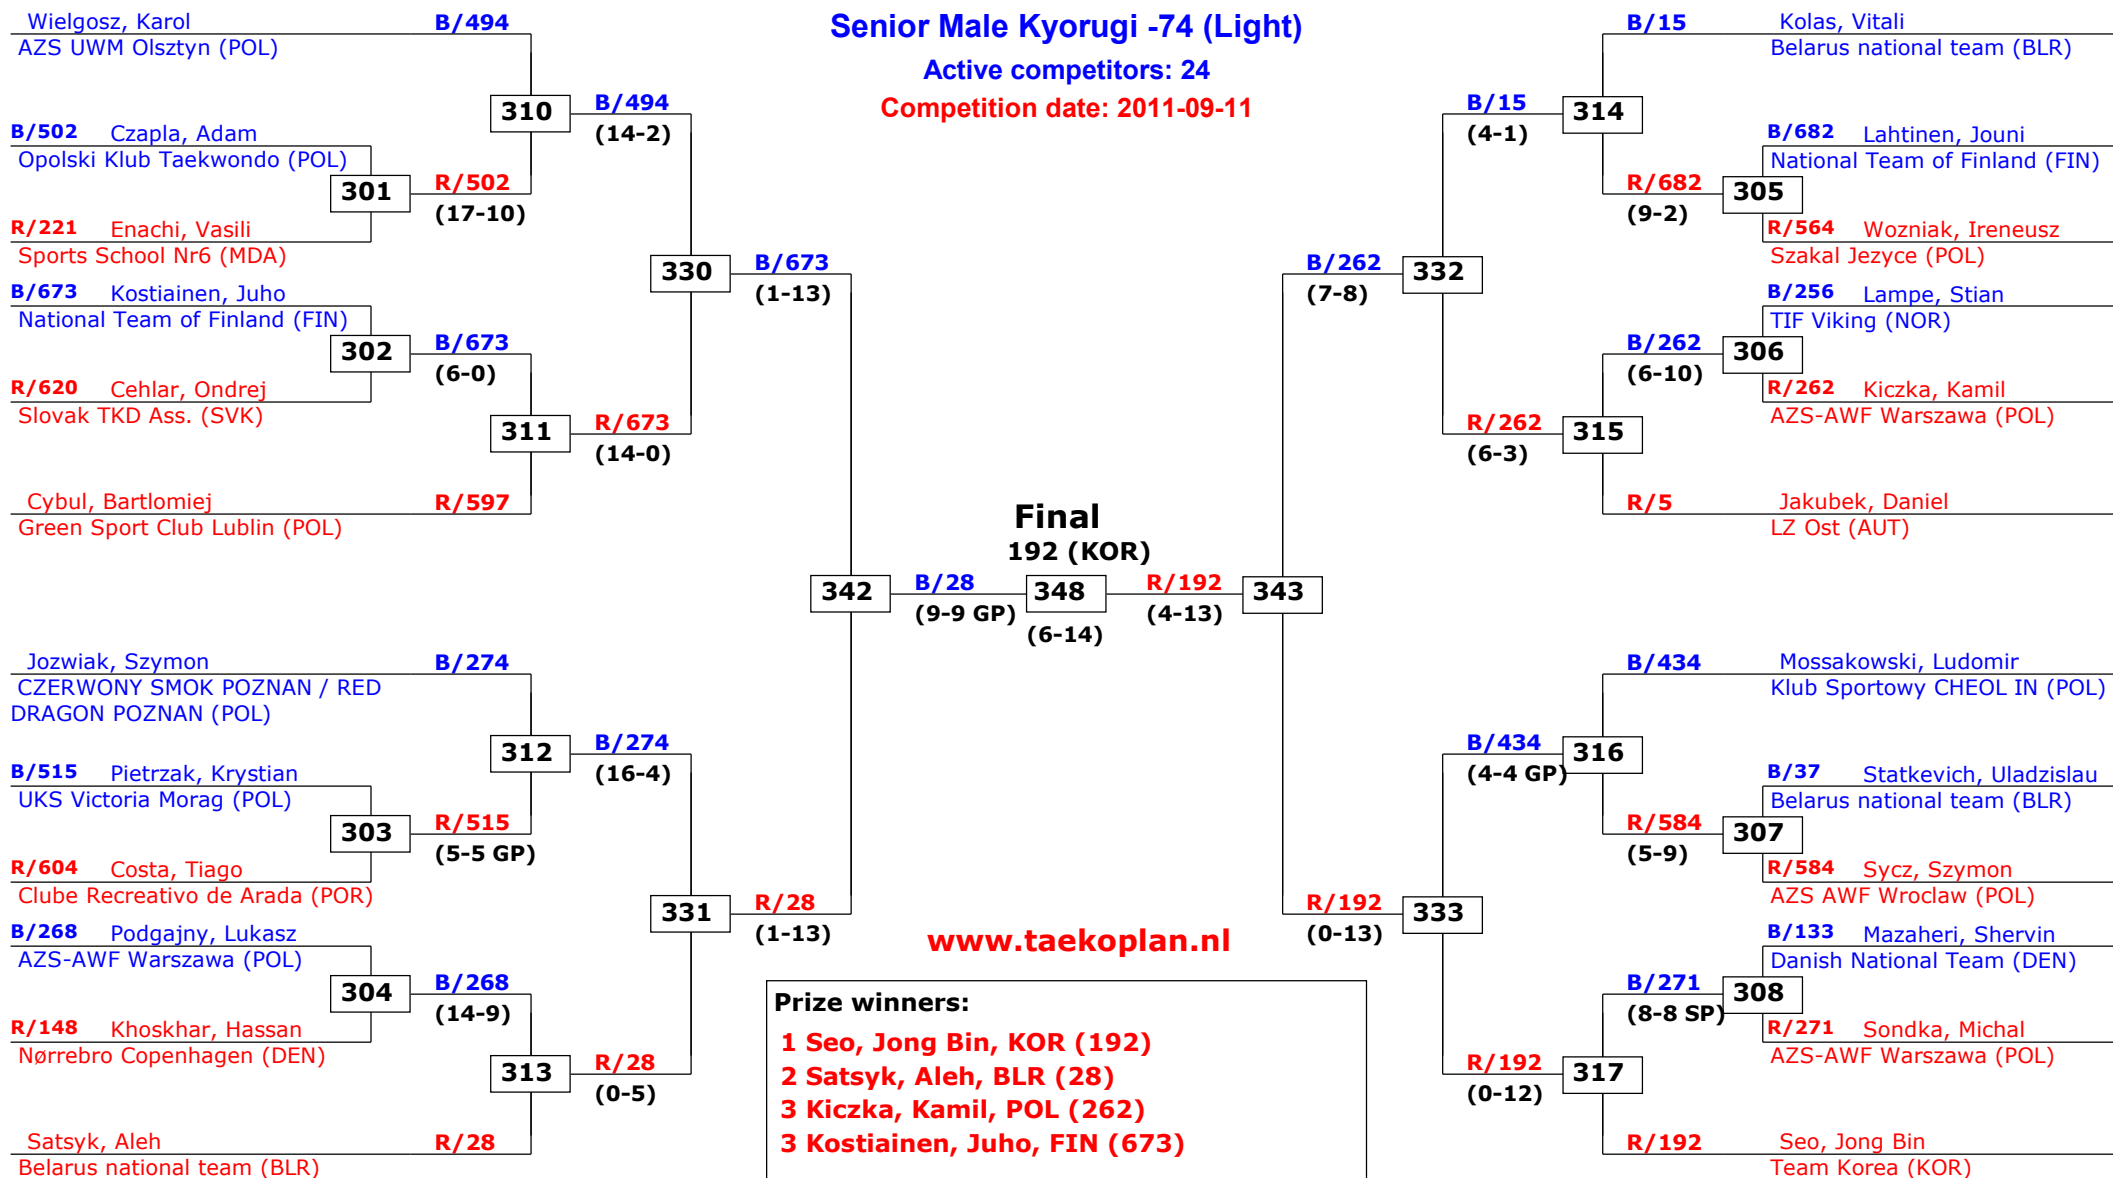 Senior Male Kyorugi -74 (Light)
Active competitors: 24
Competition date: 2011-09-11
Wielgosz, Karol B/494
AZS UWM Olsztyn (POL)
310
B/494
(14-2)
B/502 Czapla, Adam
Opolski Klub Taekwondo (POL)
301
R/502
(17-10)
R/221 Enachi, Vasili
Sports School Nr6 (MDA)
330
B/673
(1-13)
B/673 Kostiainen, Juho
National Team of Finland (FIN)
302
B/673
(6-0)
R/620 Cehlar, Ondrej
Slovak TKD Ass. (SVK)
311
R/673
(14-0)
Cybul, Bartlomiej R/597
Green Sport Club Lublin (POL)
342
B/28
(9-9 GP)
Jozwiak, Szymon B/274
CZERWONY SMOK POZNAN / RED
DRAGON POZNAN (POL)
312
B/274
(16-4)
B/515 Pietrzak, Krystian
UKS Victoria Morag (POL)
303
R/515
(5-5 GP)
R/604 Costa, Tiago
Clube Recreativo de Arada (POR)
331
R/28
(1-13)
B/268 Podgajny, Lukasz
AZS-AWF Warszawa (POL)
304
B/268
(14-9)
R/148 Khoskhar, Hassan
Nørrebro Copenhagen (DEN)
313
R/28
(0-5)
Satsyk, Aleh R/28
Belarus national team (BLR)
Final
192 (KOR)
348
(6-14)
R/192
(4-13)
343
B/15 Kolas, Vitali
Belarus national team (BLR)
B/15
(4-1)
314
B/682 Lahtinen, Jouni
National Team of Finland (FIN)
R/682
(9-2)
305
R/564 Wozniak, Ireneusz
Szakal Jezyce (POL)
B/262
(7-8)
332
B/256 Lampe, Stian
TIF Viking (NOR)
B/262
(6-10)
306
R/262 Kiczka, Kamil
AZS-AWF Warszawa (POL)
R/262
(6-3)
315
R/5 Jakubek, Daniel
LZ Ost (AUT)
B/434 Mossakowski, Ludomir
Klub Sportowy CHEOL IN (POL)
B/434
(4-4 GP)
316
B/37 Statkevich, Uladzislau
Belarus national team (BLR)
R/584
(5-9)
307
R/584 Sycz, Szymon
AZS AWF Wroclaw (POL)
R/192
(0-13)
333
B/133 Mazaheri, Shervin
Danish National Team (DEN)
B/271
(8-8 SP)
308
R/271 Sondka, Michal
AZS-AWF Warszawa (POL)
R/192
(0-12)
317
R/192 Seo, Jong Bin
Team Korea (KOR)
www.taekoplan.nl
Prize winners:
1 Seo, Jong Bin, KOR (192)
2 Satsyk, Aleh, BLR (28)
3 Kiczka, Kamil, POL (262)
3 Kostiainen, Juho, FIN (673)